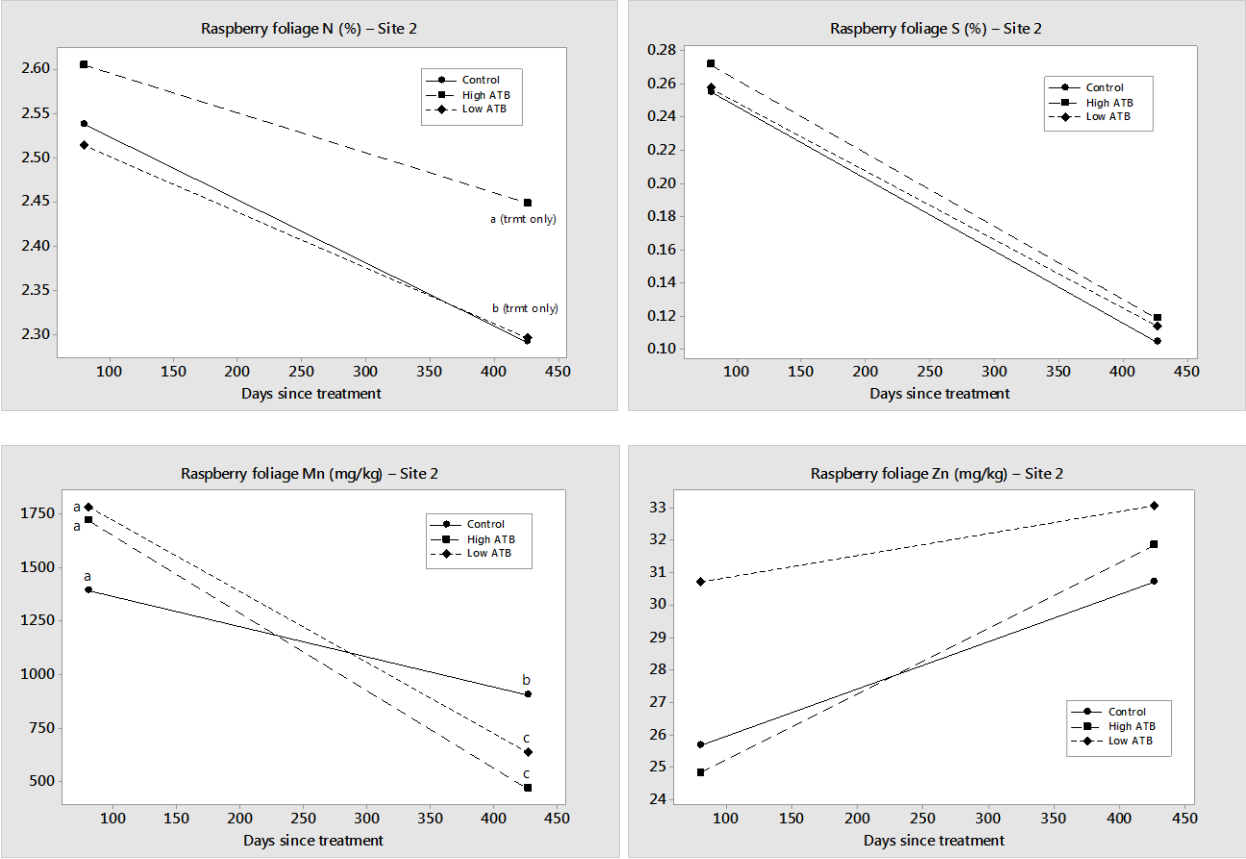 Raspberry foliage N (%) – Site 2
2.60
2.55
2.50
2.45
2.40
2.35
2.30
Control
High ATB
Low ATB
a (trmt only)
b (trmt only)
100 150 200 250 300 350 400 450
Days since treatment
Raspberry foliage S (%) – Site 2
0.28
0.26
0.24
0.22
0.20
0.18
0.16
0.14
0.12
0.10
Control
High ATB
Low ATB
100 150 200 250 300 350 400 450
Days since treatment
Raspberry foliage Mn (mg/kg) – Site 2
1750
1500
1250
1000
750
500
a
a
a
Control
High ATB
Low ATB
b
c
c
100 150 200 250 300 350 400 450
Days since treatment
Raspberry foliage Zn (mg/kg) – Site 2
33
32
31
30
29
28
27
26
25
24
Control
High ATB
Low ATB
100 150 200 250 300 350 400 450
Days since treatment